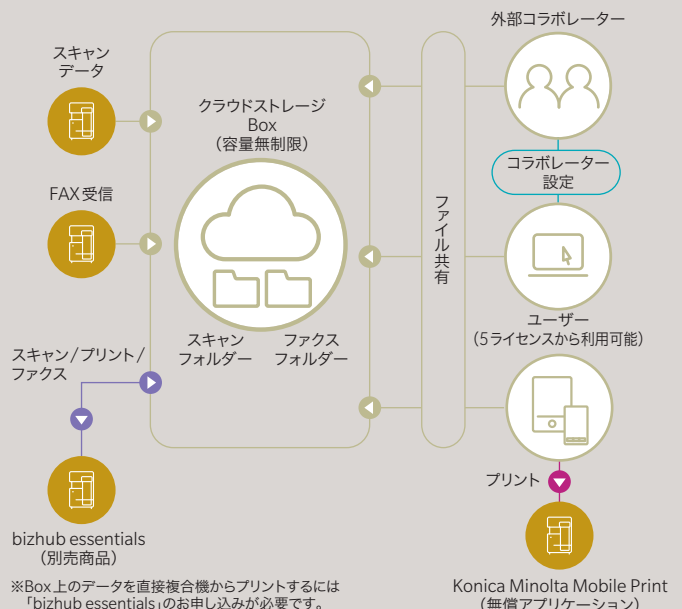 スキャン
データ
FAX受信
スキャン/プリント/
ファクス
bizhub essentials
（別売商品）
※Box上のデータを直接複合機からプリントするには
「bizhub essentials」のお申し込みが必要です。
クラウドストレージ
Box
（容量無制限）
スキャン
フォルダー
ファクス
フォルダー
ファイル共有
外部コラボレーター
コラボレーター
設定
ユーザー
（5ライセンスから利用可能）
プリント
Konica Minolta Mobile Print
（無償アプリケーション）